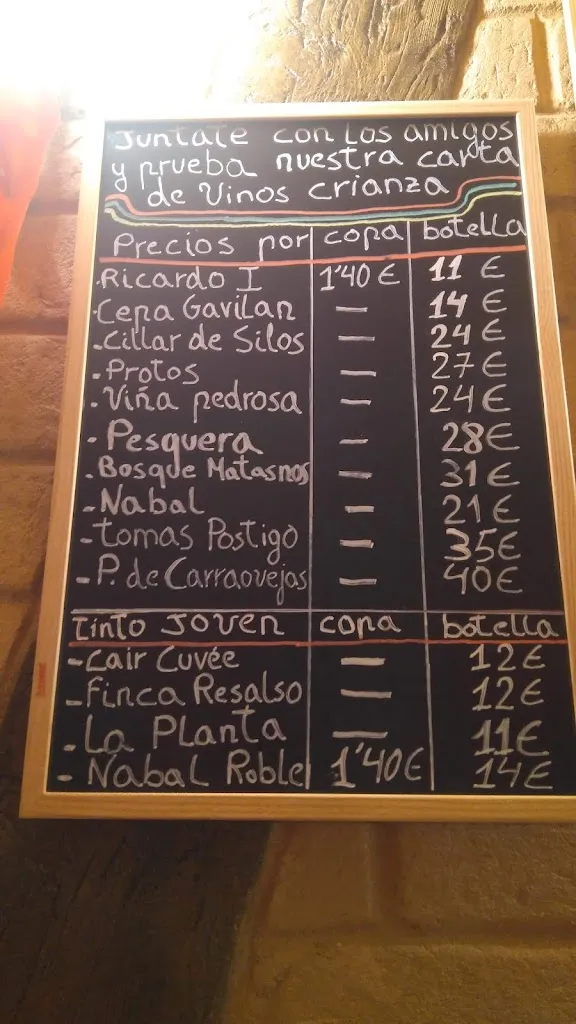 Juntate con los amigos
y prueba nuestra carta
de Vinos crianza
Precios por copa botella
.Ricardo I 1'40 € 11 €
-Cepa Gavilan — 14 €
-Cillar de Silos — 24 €
-Protos — 27 €
.Viña pedrosa — 24 €
- Pesquera — 28 €
-Bosque Matasnos — 31 €
-Nabal — 21 €
-tomas Postigo — 35€
-P. de Carraovejas — 40€
tinto Joven copa botella
-Cair Cuvée — 12 €
-Finca Resalso — 12 €
-La Planta — 11€
- Nabal Roble 1'40€ 14€